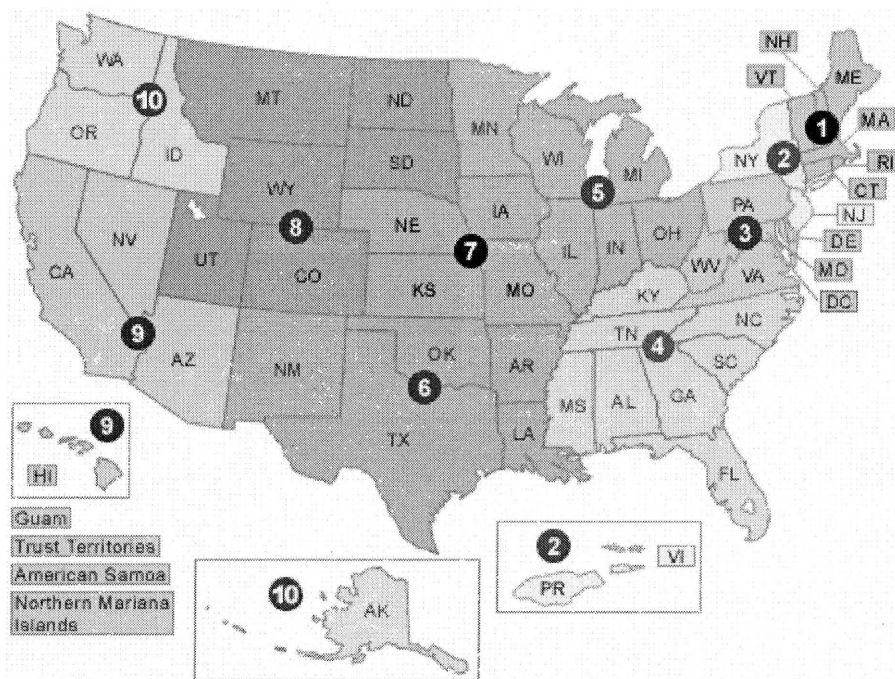 NH
WA
VT
ME
10
MT
ND
MA
OR
MN
1
ID
WI
NY
2
RI
SD
MI
CT
WY
5
PA
NJ
IA
3
DE
NE
8
7
OH
NV
IL
IN
MD
UT
WV
CA
CO
VA
DC
KS
MO
KY
NC
9
TN
4
AZ
OK
AR
SC
NM
6
MS
AL
GA
9
TX
LA
HI
FL
Guam
2
Trust Territories
VI
American Samoa
10
PR
AK
Northern Mariana
Islands